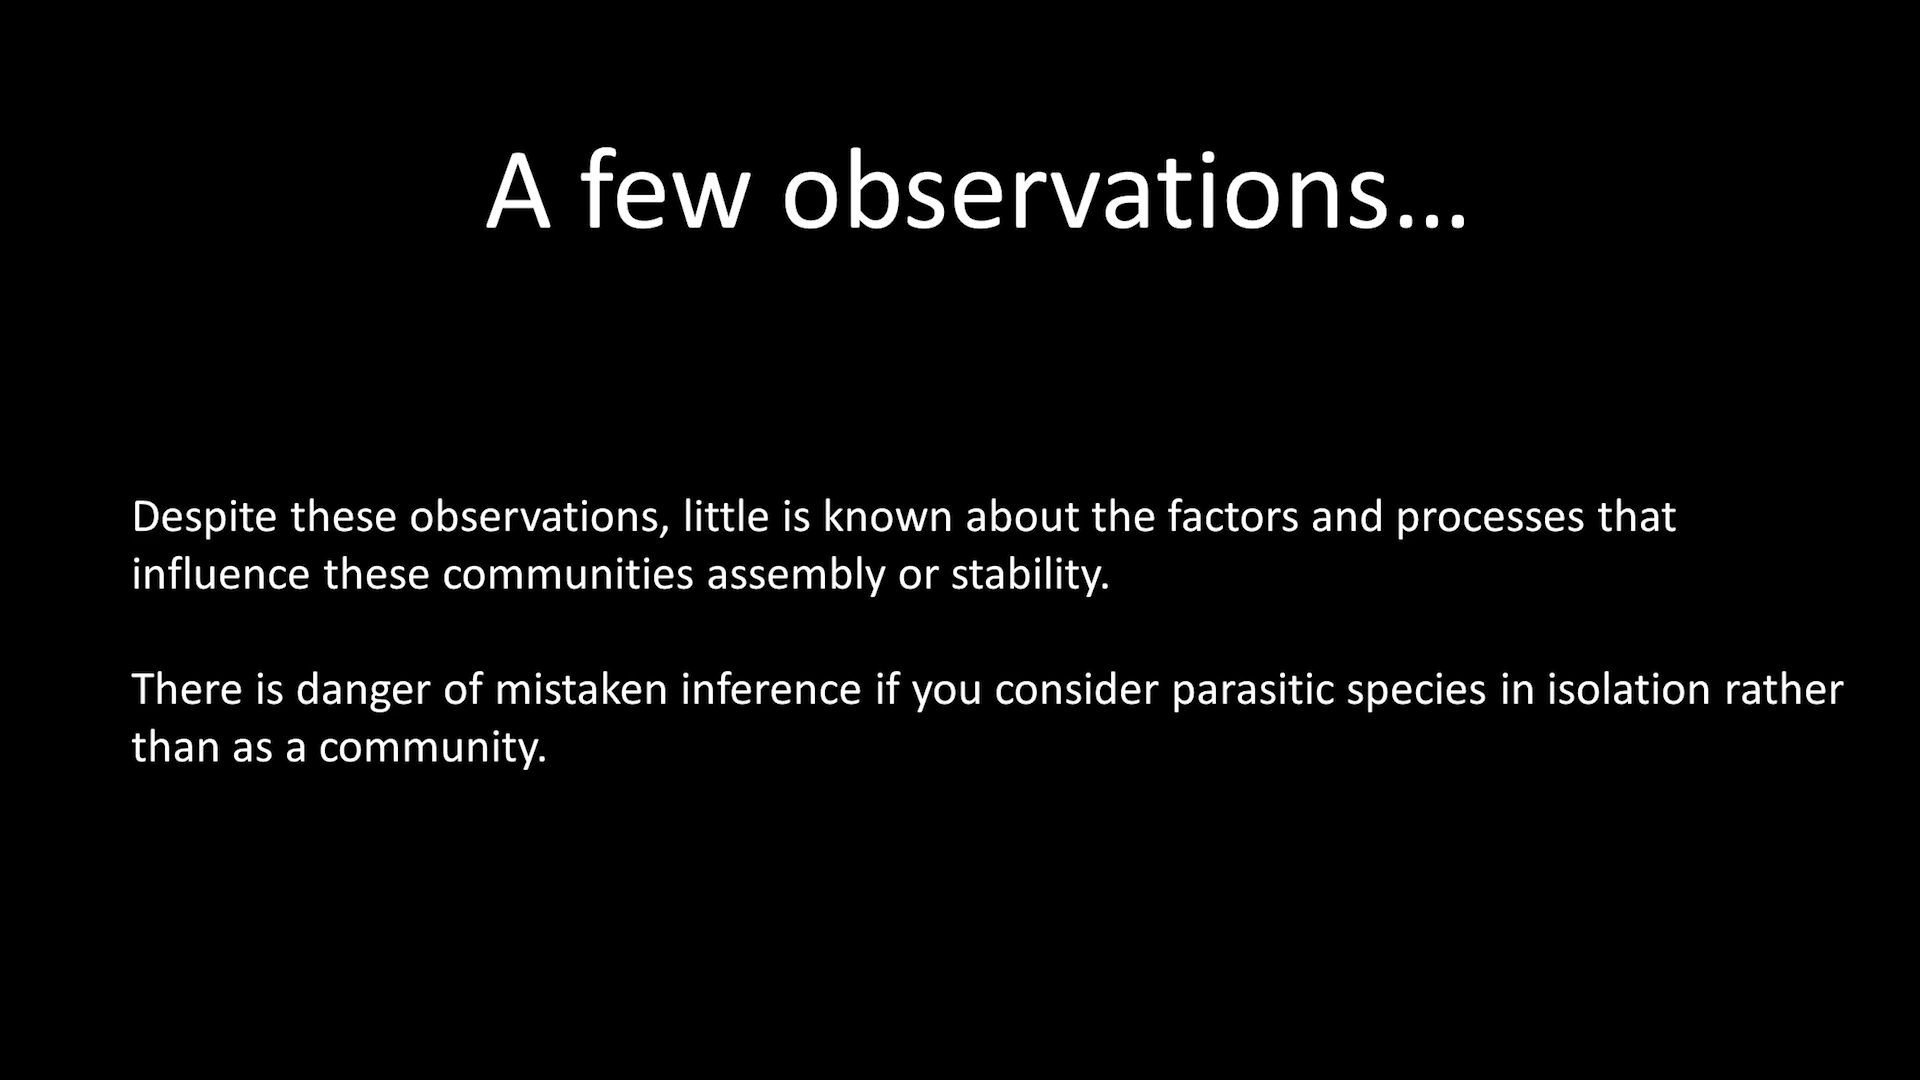 A few observations...
Despite these observations, little is known about the factors and processes that
influence these communities assembly or stability.
There is danger of mistaken inference if you consider parasitic species in isolation rather
than as a community.